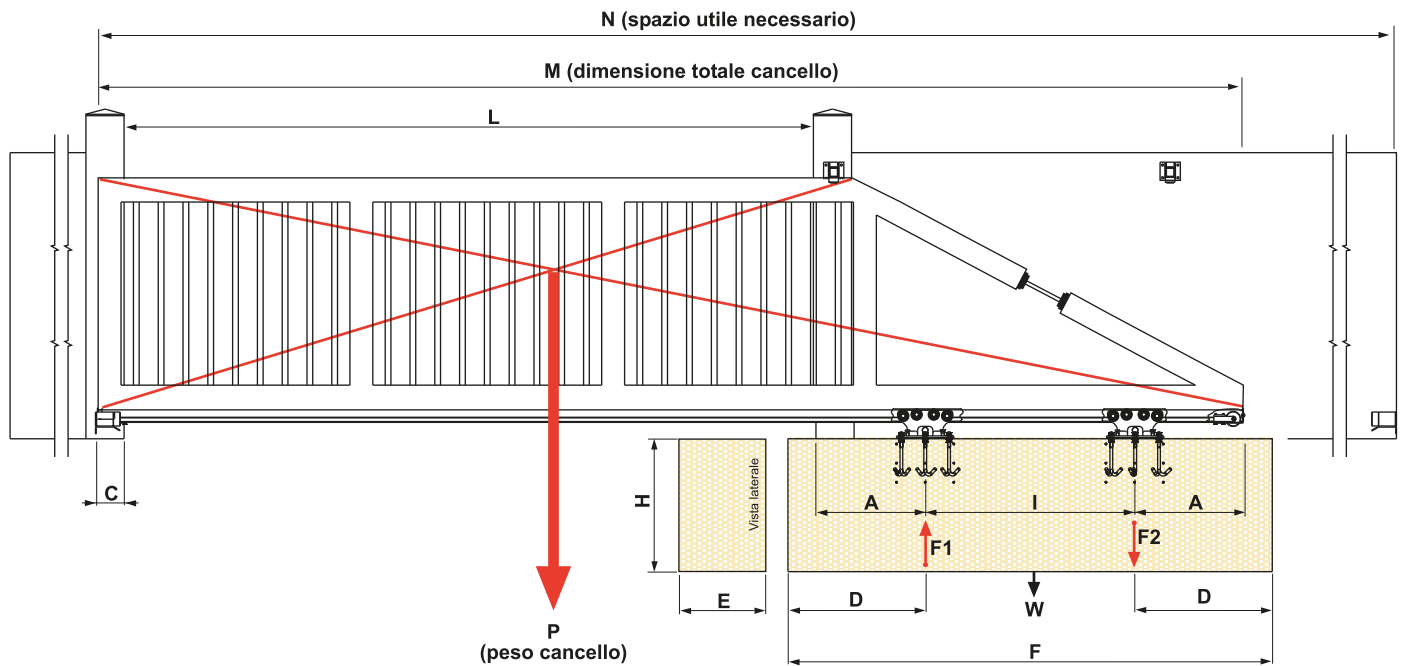 N (spazio utile necessario)
M (dimensione totale cancello)
L
C
H
Vista laterale
A
I
A
F1
F2
E
D
W
D
P
(peso cancello)
F